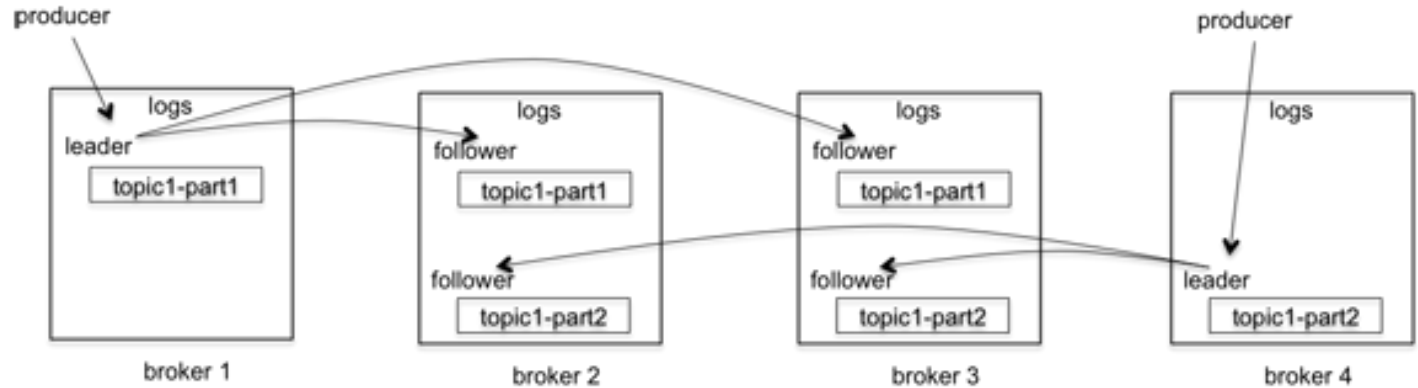 producer
producer
logs
leader
topic1-part1
broker 1
logs
follower
topic1-part1
follower
topic1-part2
broker 2
logs
follower
topic1-part1
follower
topic1-part2
broker 3
logs
leader
topic1-part2
broker 4